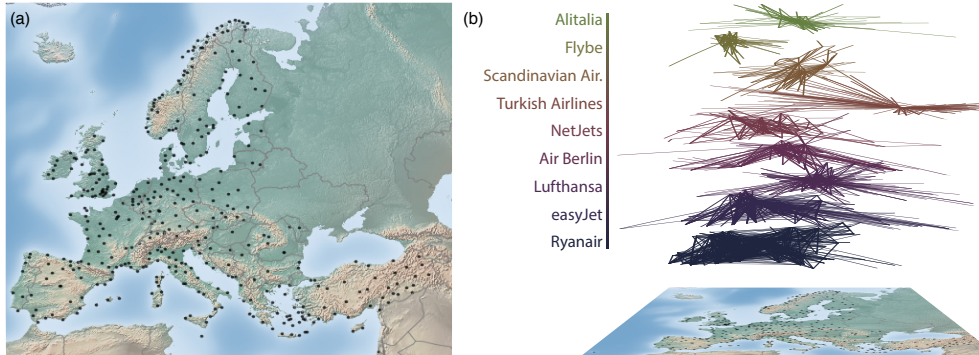 (a)
(b)
Alitalia
Flybe
Scandinavian Air.
Turkish Airlines
NetJets
Air Berlin
Lufthansa
easyJet
Ryanair